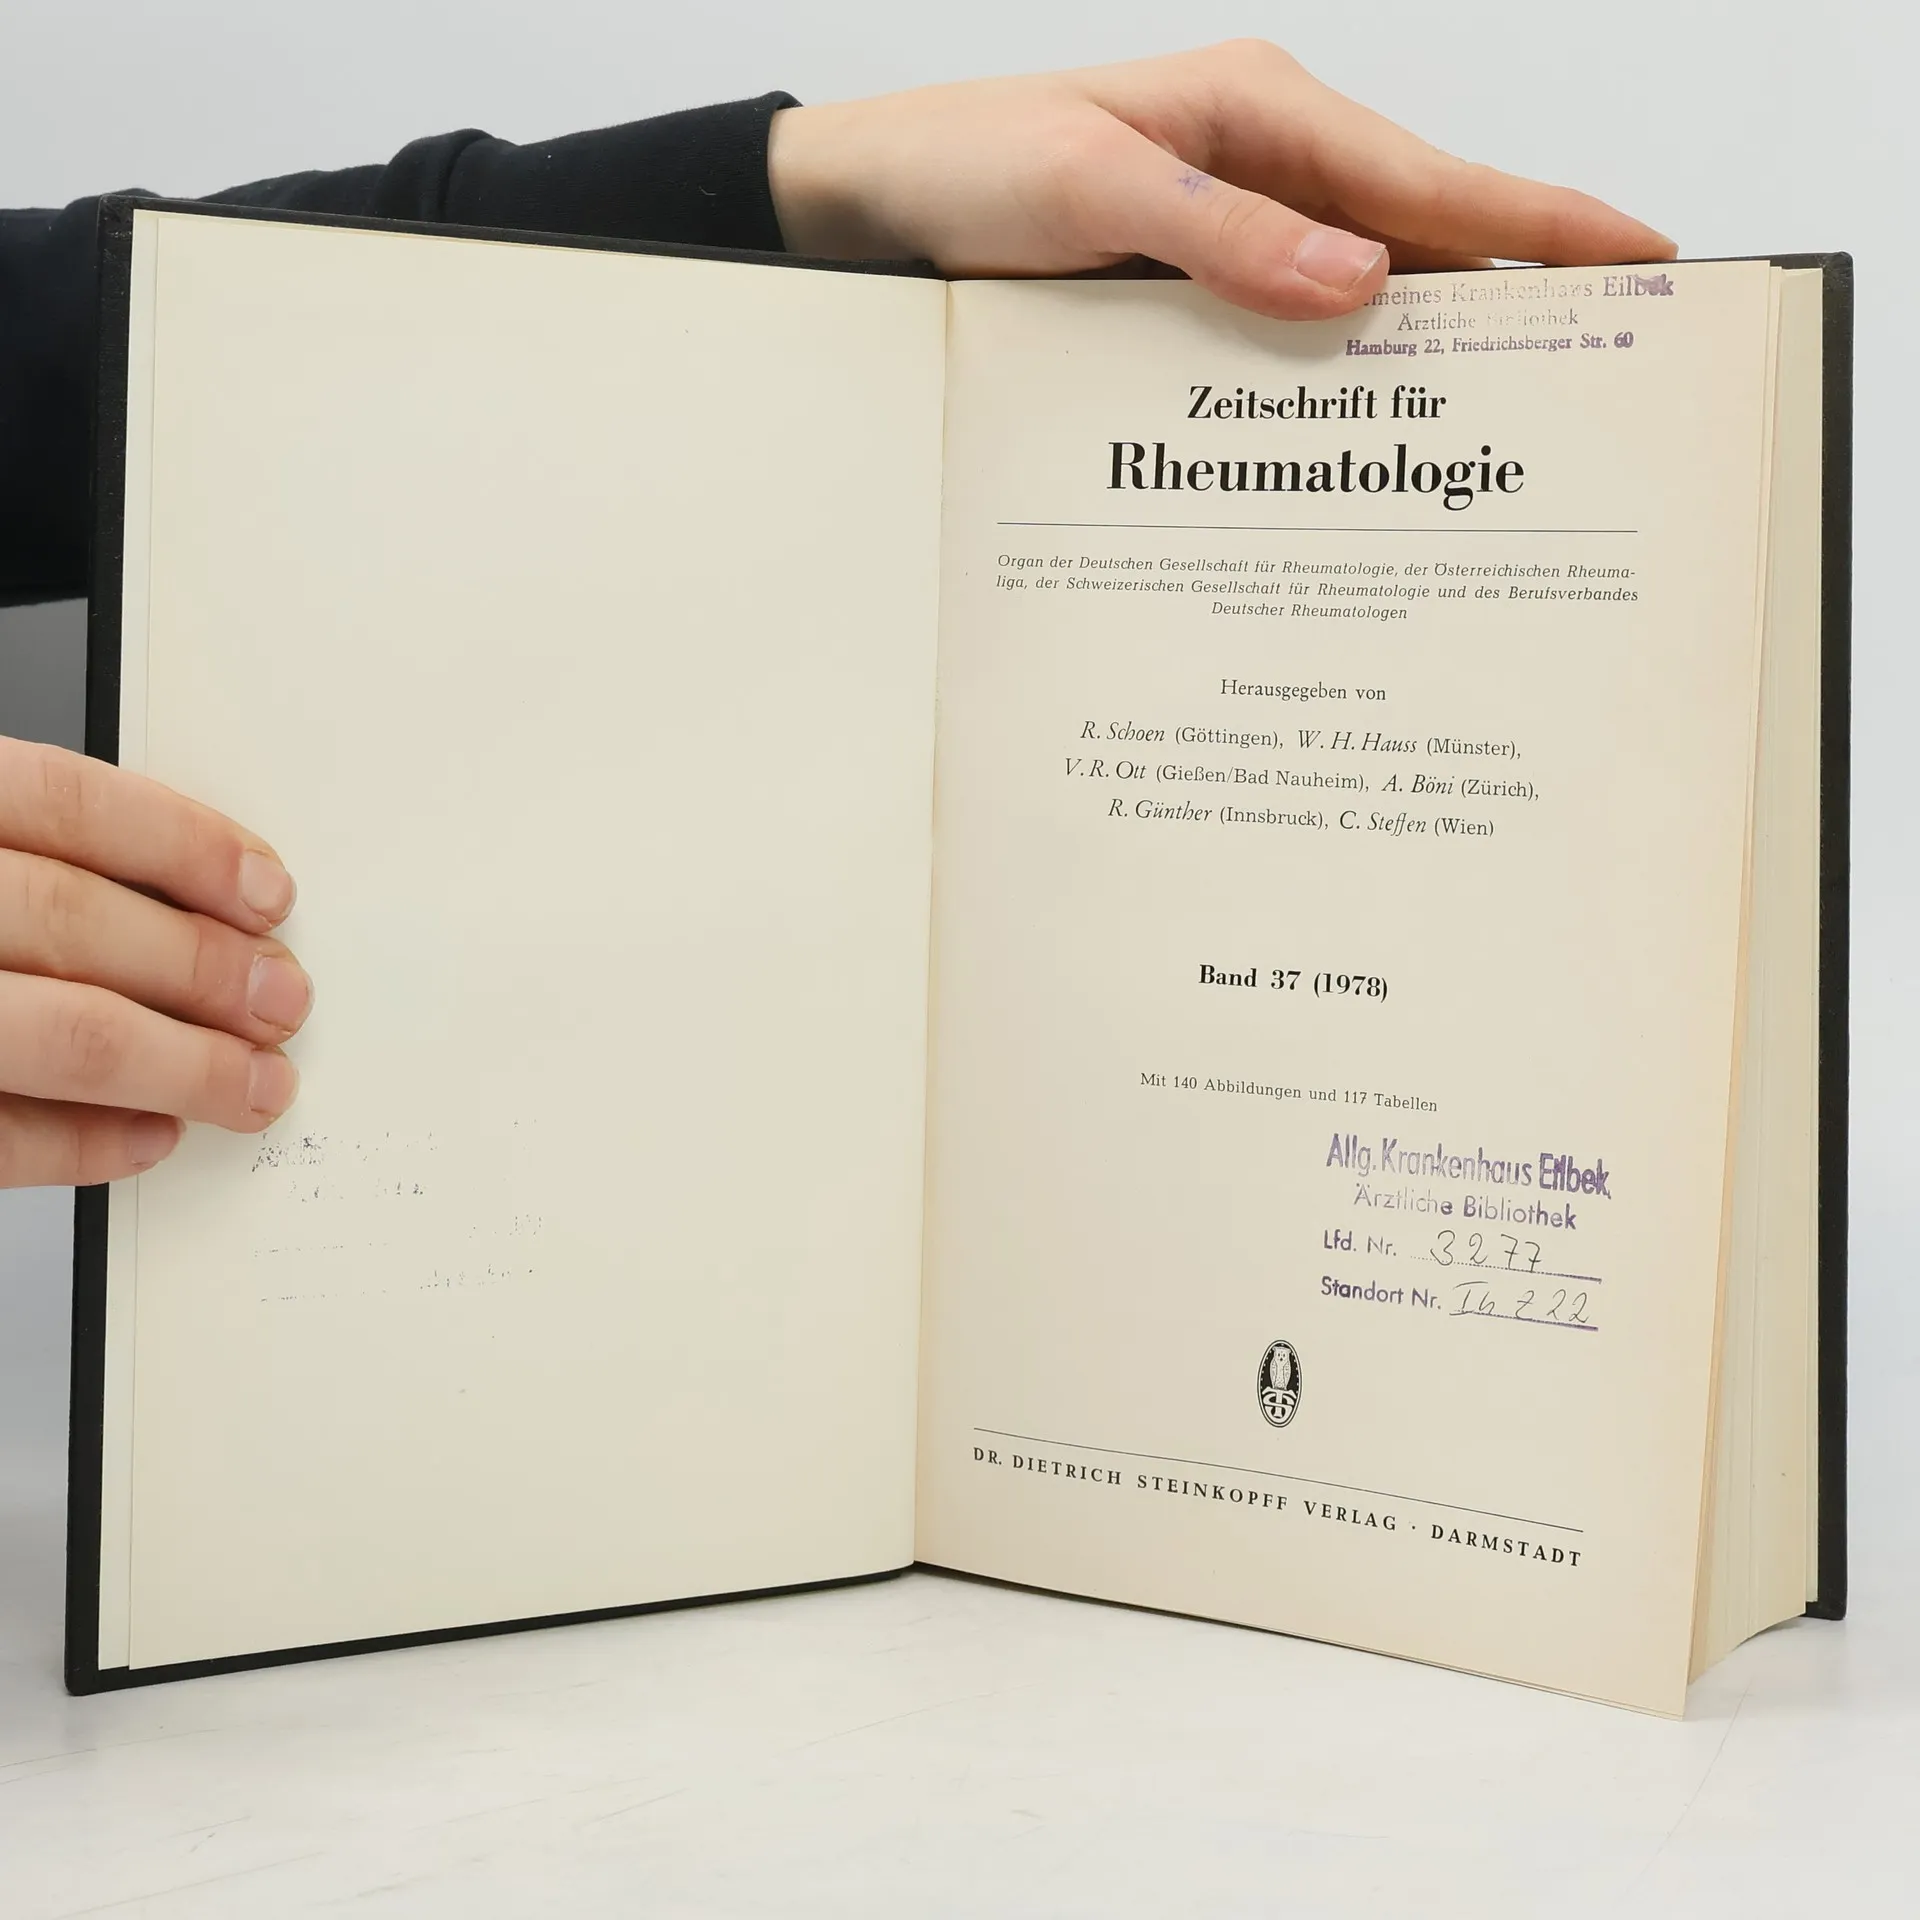 Krankenhaus Eilbek
Ärztliche Bibliothek
Hamburg 22, Friedrichsberger Str. 60
Zeitschrift für
Rheumatologie
Organ der Deutschen Gesellschaft für Rheumatologie, der Österreichischen Rheuma-
liga, der Schweizerischen Gesellschaft für Rheumatologie und des Berufsverbandes
Deutscher Rheumatologen
Herausgegeben von
R. Schoen (Göttingen), W. H. Hauss (Münster),
V. R. Ott (Gießen/Bad Nauheim), A. Böni (Zürich),
R. Günther (Innsbruck), C. Steffen (Wien)
Band 37 (1978)
Mit 140 Abbildungen und 117 Tabellen
Allg. Krankenhaus Eilbek
Ärztliche Bibliothek
Lfd. Nr. 3277
Standort Nr. Z 22
DR. DIETRICH STEINKOPFF VERLAG · DARMSTADT